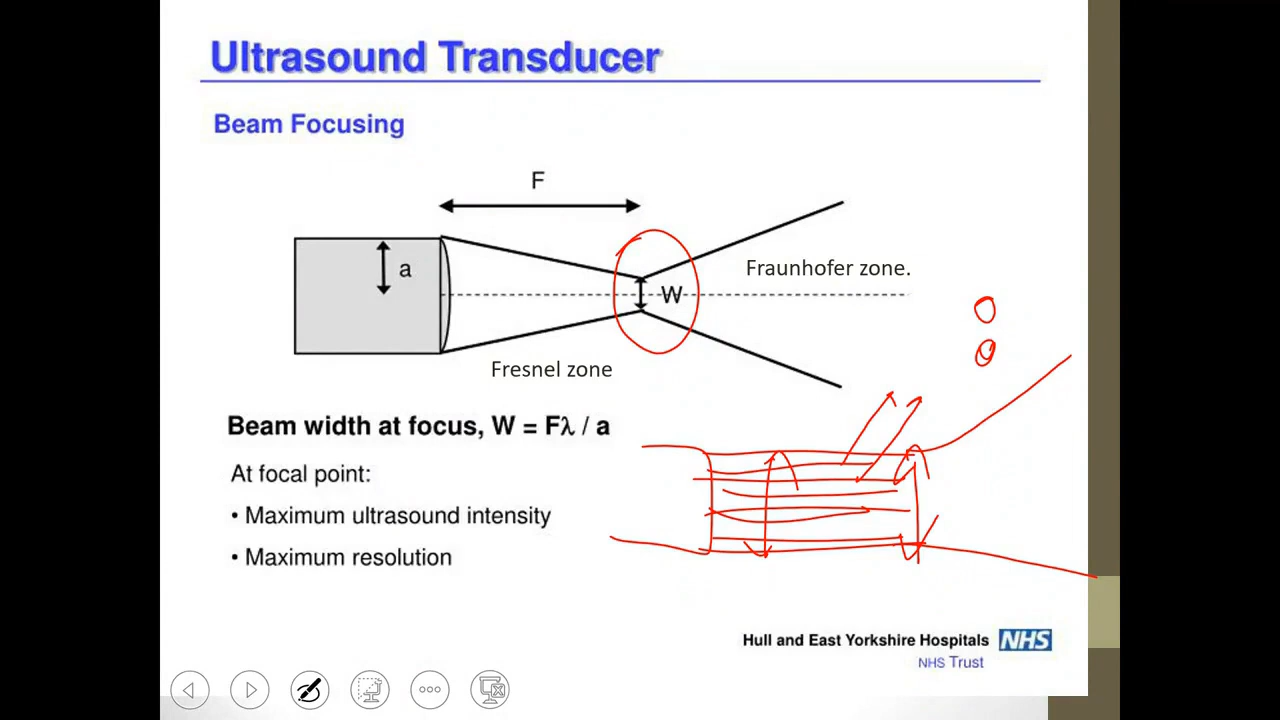 Ultrasound Transducer
Beam Focusing
F
a
W
Fraunhofer zone.
Fresnel zone
Beam width at focus, W = Fλ / a
At focal point:
• Maximum ultrasound intensity
• Maximum resolution
Hull and East Yorkshire Hospitals NHS
NHS Trust